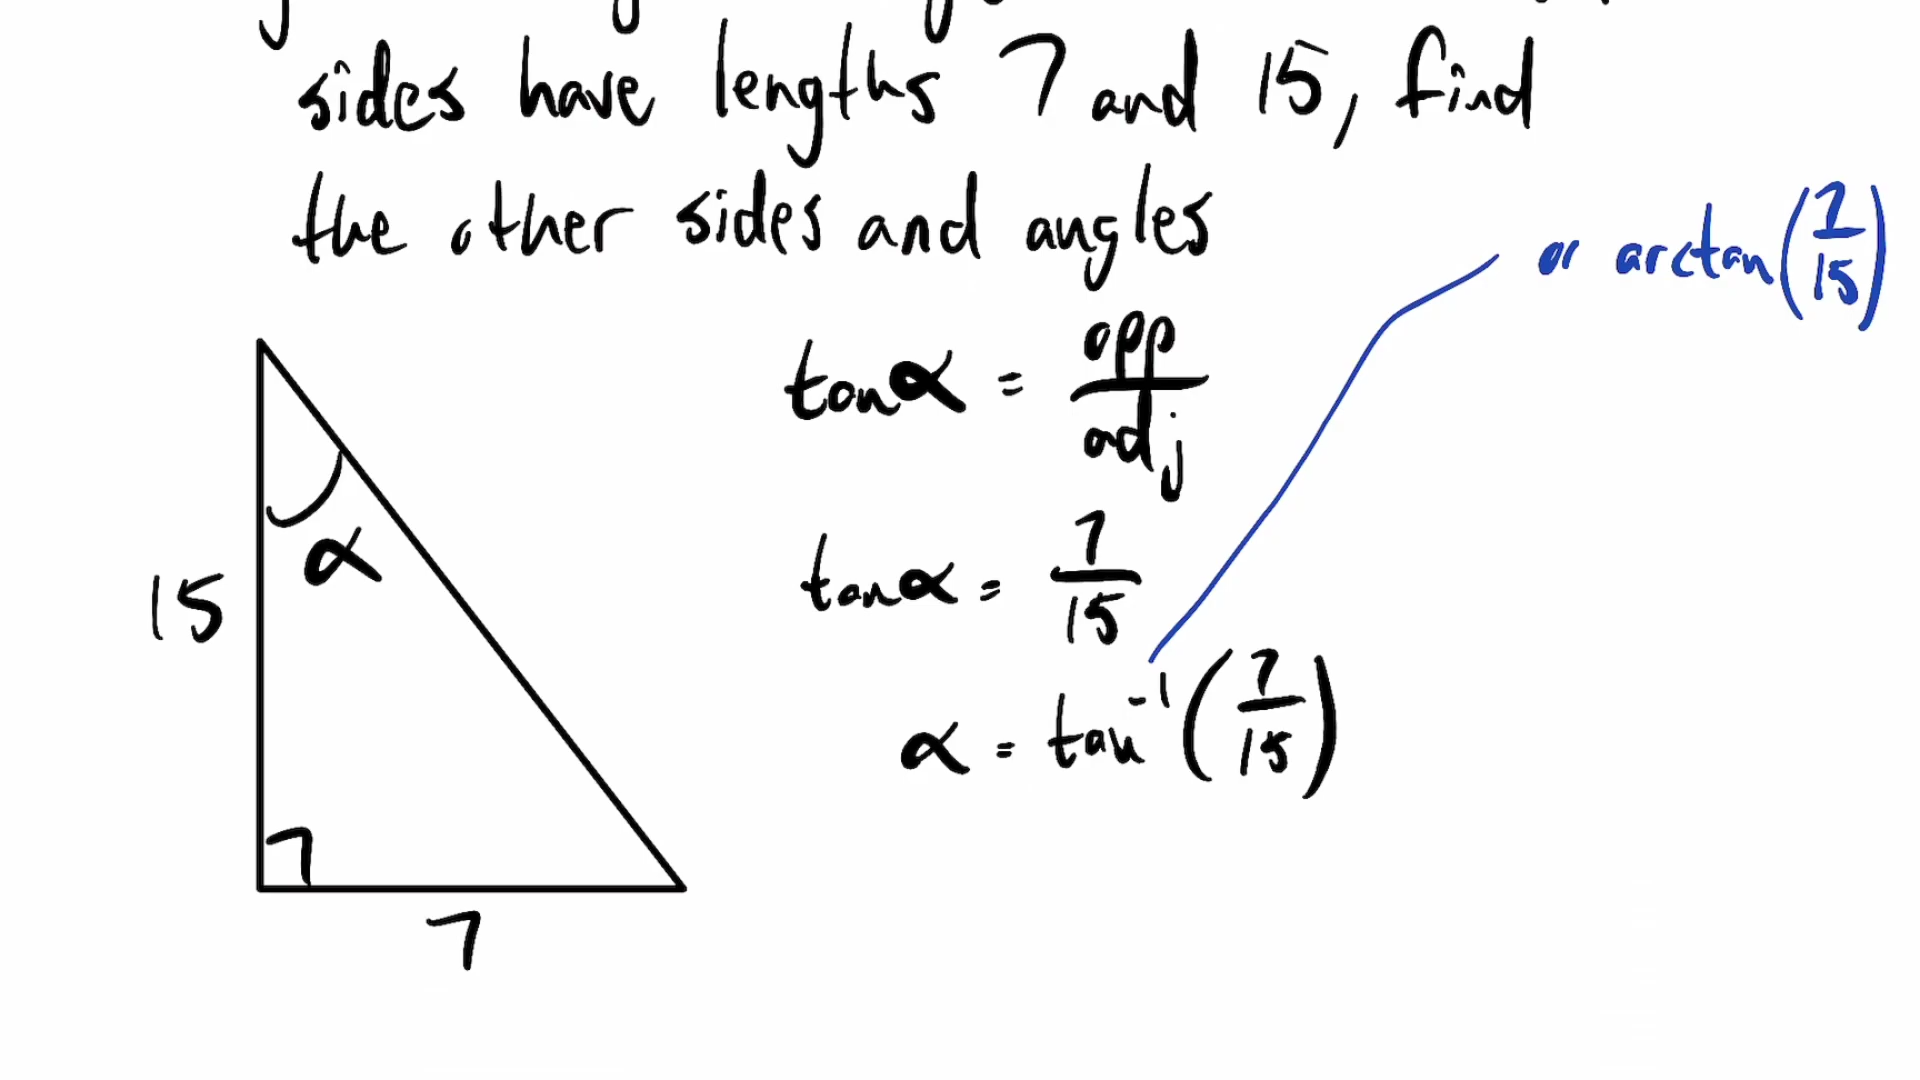 sides have lengths 7 and 15, find
the other sides and angles
or arctan(7/15)
tanα = opp/adj
tanα = 7/15
α = tan⁻¹(7/15)
α
15
7